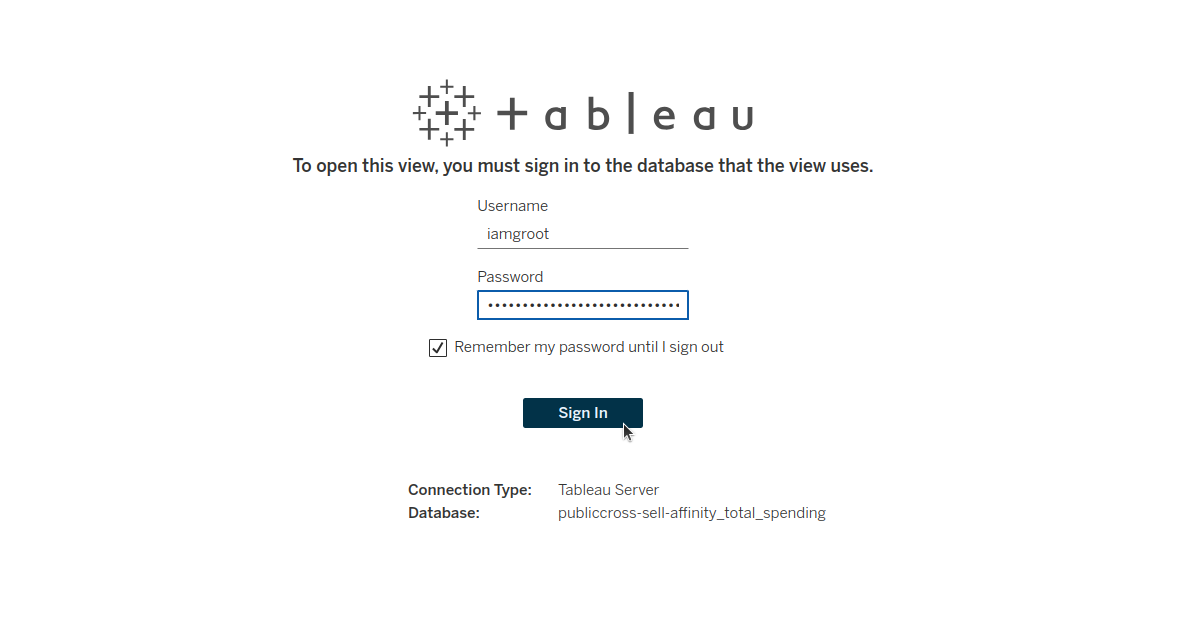 + a b | e a u
To open this view, you must sign in to the database that the view uses.
Username
iamgroot
Password
••••••••••••••••••••••••••••
Remember my password until I sign out
Sign In
Connection Type: Tableau Server
Database: publiccross-sell-affinity_total_spending